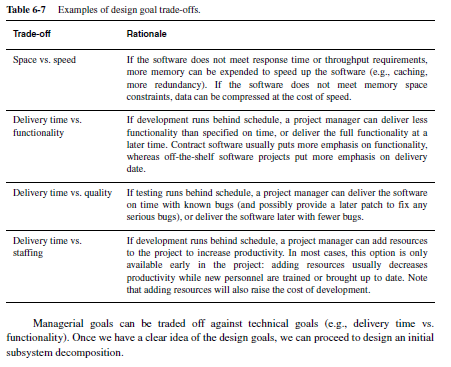 Table 6-7 Examples of design goal trade-offs.
Trade-off Rationale
Space vs. speed If the software does not meet response time or throughput requirements,
more memory can be expended to speed up the software (e.g., caching,
more redundancy). If the software does not meet memory space
constraints, data can be compressed at the cost of speed.
Delivery time vs. If development runs behind schedule, a project manager can deliver less
functionality functionality than specified on time, or deliver the full functionality at a
later time. Contract software usually puts more emphasis on functionality,
whereas off-the-shelf software projects put more emphasis on delivery
date.
Delivery time vs. quality If testing runs behind schedule, a project manager can deliver the software
on time with known bugs (and possibly provide a later patch to fix any
serious bugs), or deliver the software later with fewer bugs.
Delivery time vs. If development runs behind schedule, a project manager can add resources
staffing to the project to increase productivity. In most cases, this option is only
available early in the project: adding resources usually decreases
productivity while new personnel are trained or brought up to date. Note
that adding resources will also raise the cost of development.
Managerial goals can be traded off against technical goals (e.g., delivery time vs.
functionality). Once we have a clear idea of the design goals, we can proceed to design an initial
subsystem decomposition.